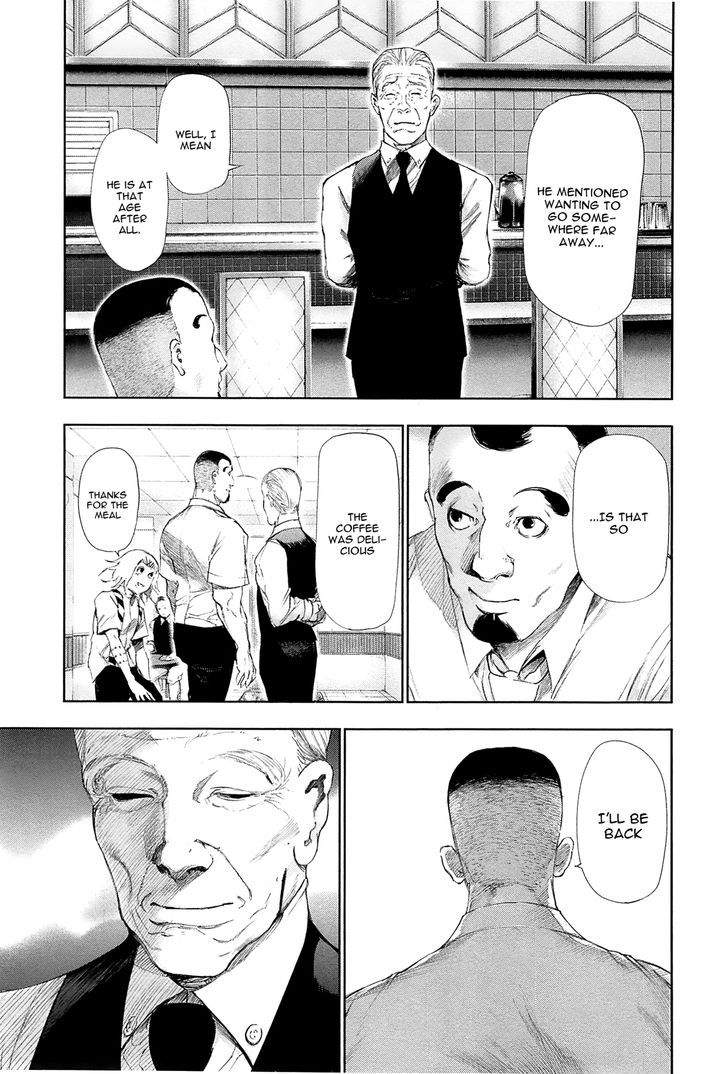 HE MENTIONED
WANTING TO
GO SOME-
WHERE FAR
AWAY...
WELL, I
MEAN
HE IS AT
THAT
AGE
AFTER
ALL.
...IS THAT
SO
THE
COFFEE
WAS DELI-
CIOUS
THANKS
FOR THE
MEAL
I'LL BE
BACK